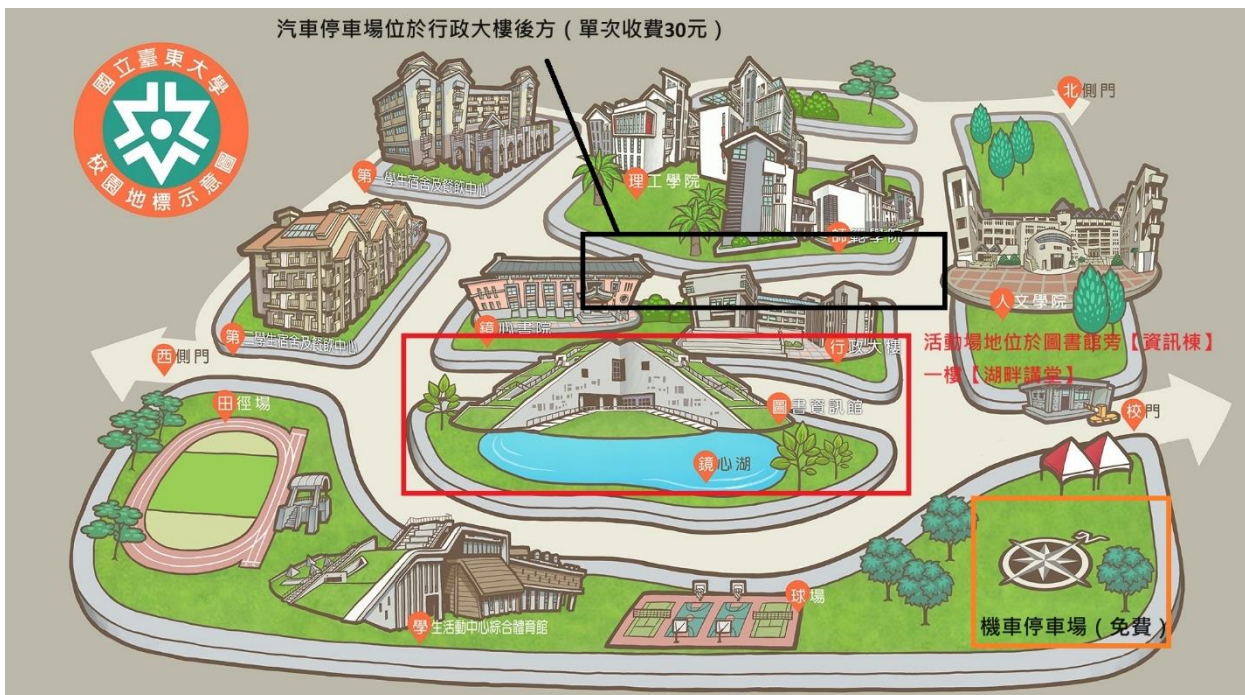 汽車停車場位於行政大樓後方（單次收費30元）
國立臺東大學
校園地標示意圖
北側門
第一學生宿舍及餐飲中心
理工學院
師範學院
人文學院
鏡心書院
第二學生宿舍及餐飲中心
行政大樓
活動場地位於圖書館旁【資訊棟】
一樓【湖畔講堂】
西側門
田徑場
圖書資訊館
校門
鏡心湖
球場
學生活動中心綜合體育館
機車停車場（免費）